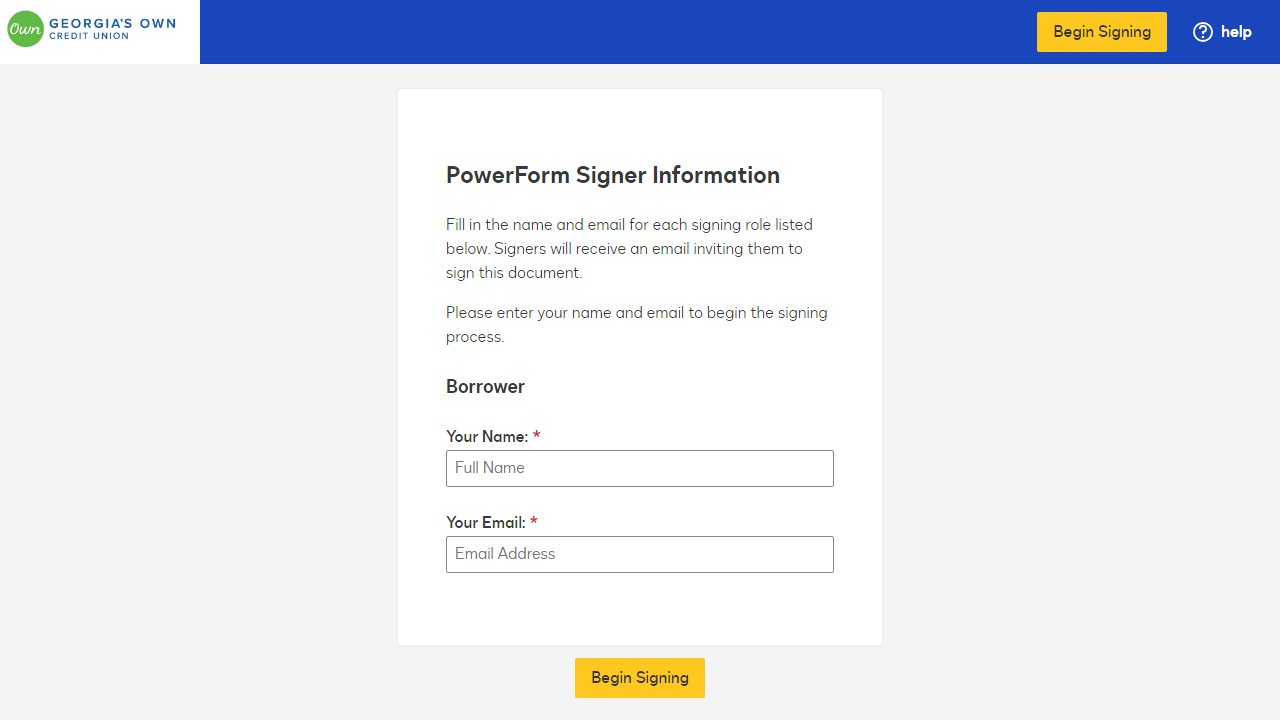 Own GEORGIA'S OWN
CREDIT UNION
Begin Signing
help
PowerForm Signer Information
Fill in the name and email for each signing role listed
below. Signers will receive an email inviting them to
sign this document.
Please enter your name and email to begin the signing
process.
Borrower
Your Name: *
Full Name
Your Email: *
Email Address
Begin Signing